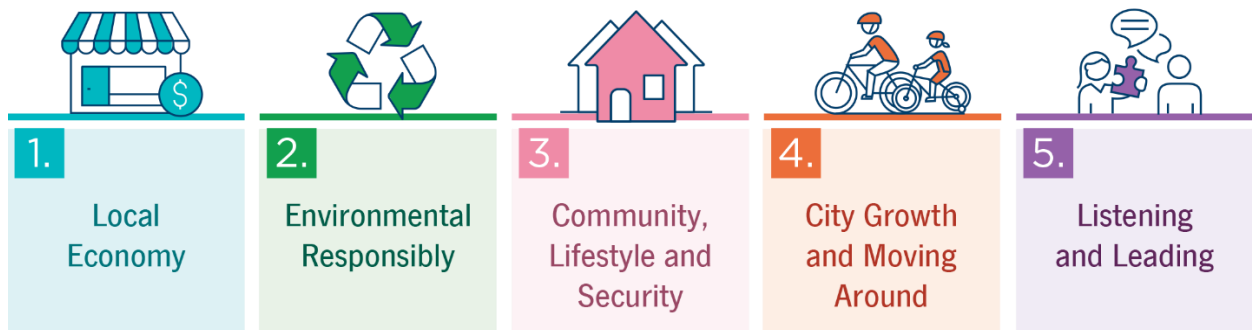 $
1.
Local
Economy
2.
Environmental
Responsibly
3.
Community,
Lifestyle and
Security
4.
City Growth
and Moving
Around
5.
Listening
and Leading